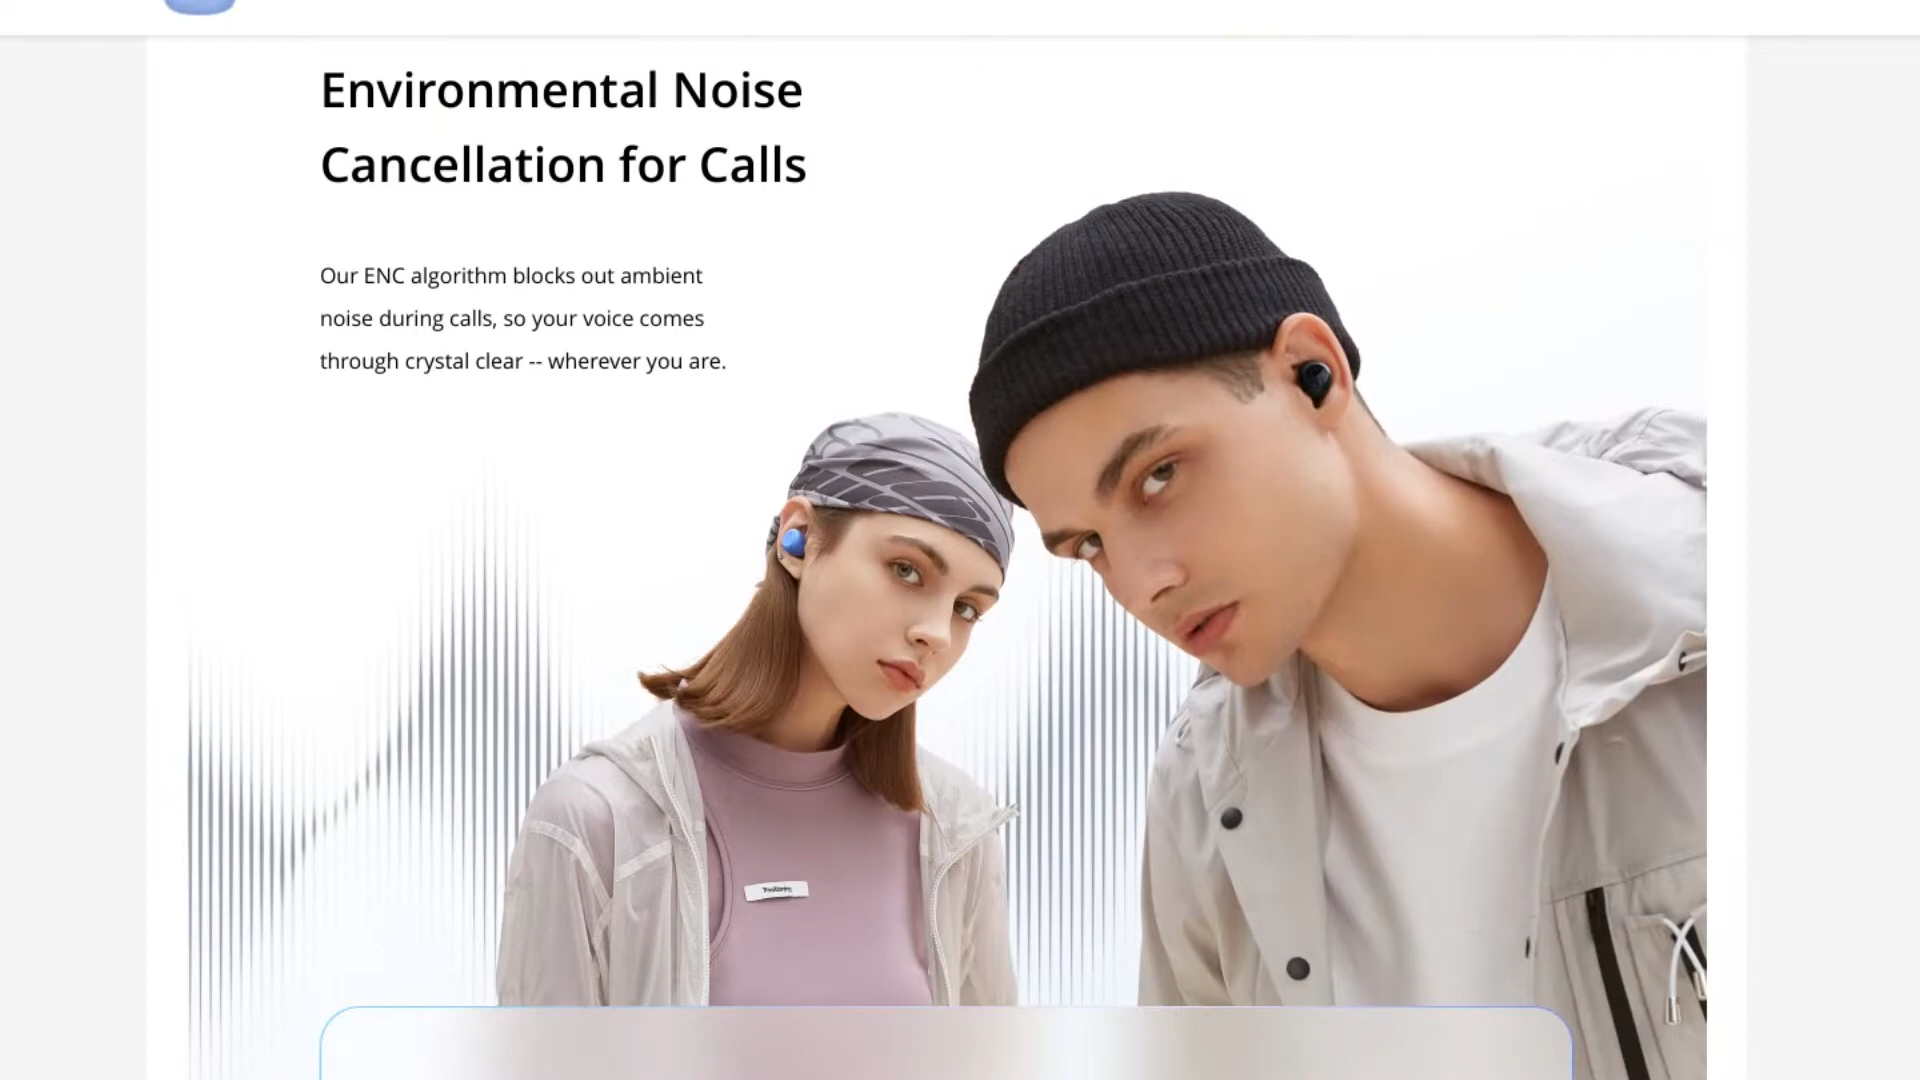 Environmental Noise
Cancellation for Calls
Our ENC algorithm blocks out ambient
noise during calls, so your voice comes
through crystal clear -- wherever you are.